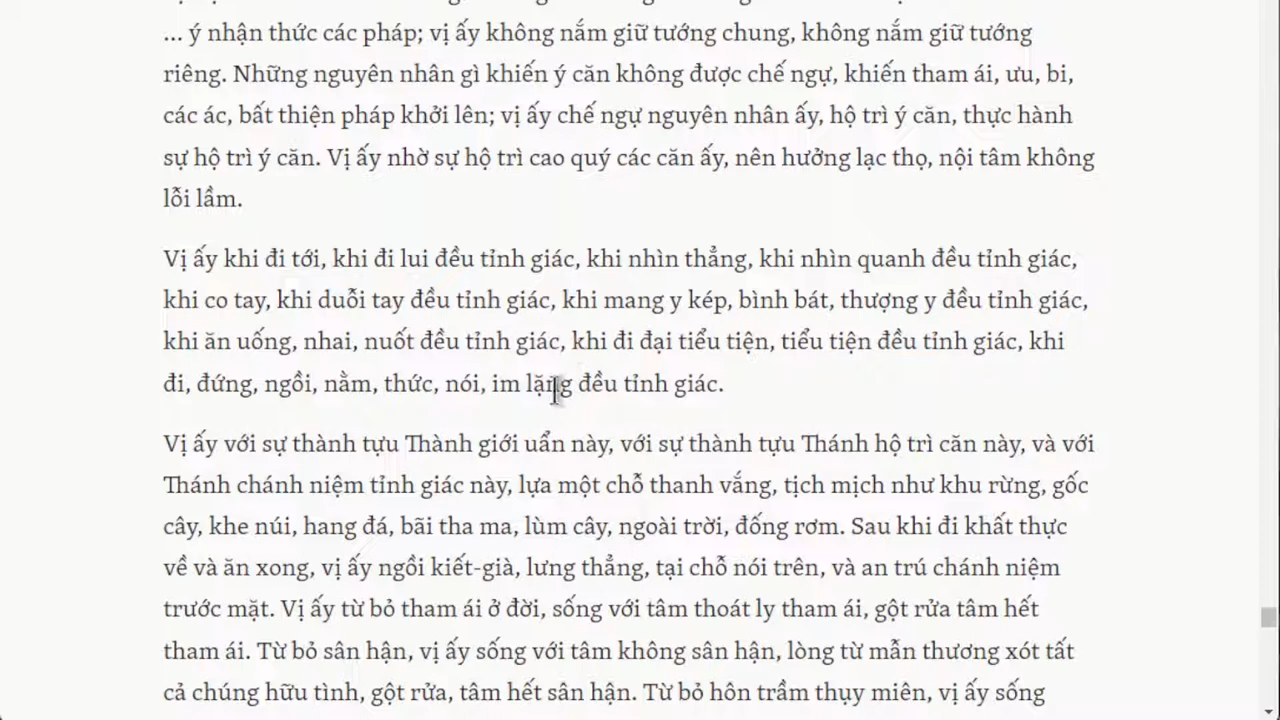 ... ý nhận thức các pháp; vị ấy không nắm giữ tướng chung, không nắm giữ tướng
riêng. Những nguyên nhân gì khiến ý căn không được chế ngự, khiến tham ái, ưu, bi,
các ác, bất thiện pháp khởi lên; vị ấy chế ngự nguyên nhân ấy, hộ trì ý căn, thực hành
sự hộ trì ý căn. Vị ấy nhờ sự hộ trì cao quý các căn ấy, nên hưởng lạc thọ, nội tâm không
lỗi lầm.
Vị ấy khi đi tới, khi đi lui đều tỉnh giác, khi nhìn thẳng, khi nhìn quanh đều tỉnh giác,
khi co tay, khi duỗi tay đều tỉnh giác, khi mang y kép, bình bát, thượng y đều tỉnh giác,
khi ăn uống, nhai, nuốt đều tỉnh giác, khi đi đại tiểu tiện, tiểu tiện đều tỉnh giác, khi
đi, đứng, ngồi, nằm, thức, nói, im lặng đều tỉnh giác.
Vị ấy với sự thành tựu Thành giới uẩn này, với sự thành tựu Thánh hộ trì căn này, và với
Thánh chánh niệm tỉnh giác này, lựa một chỗ thanh vắng, tịch mịch như khu rừng, gốc
cây, khe núi, hang đá, bãi tha ma, lùm cây, ngoài trời, đống rơm. Sau khi đi khất thực
về và ăn xong, vị ấy ngồi kiết-già, lưng thẳng, tại chỗ nói trên, và an trú chánh niệm
trước mặt. Vị ấy từ bỏ tham ái ở đời, sống với tâm thoát ly tham ái, gột rửa tâm hết
tham ái. Từ bỏ sân hận, vị ấy sống với tâm không sân hận, lòng từ mẫn thương xót tất
cả chúng hữu tình, gột rửa, tâm hết sân hận. Từ bỏ hôn trầm thụy miên, vị ấy sống